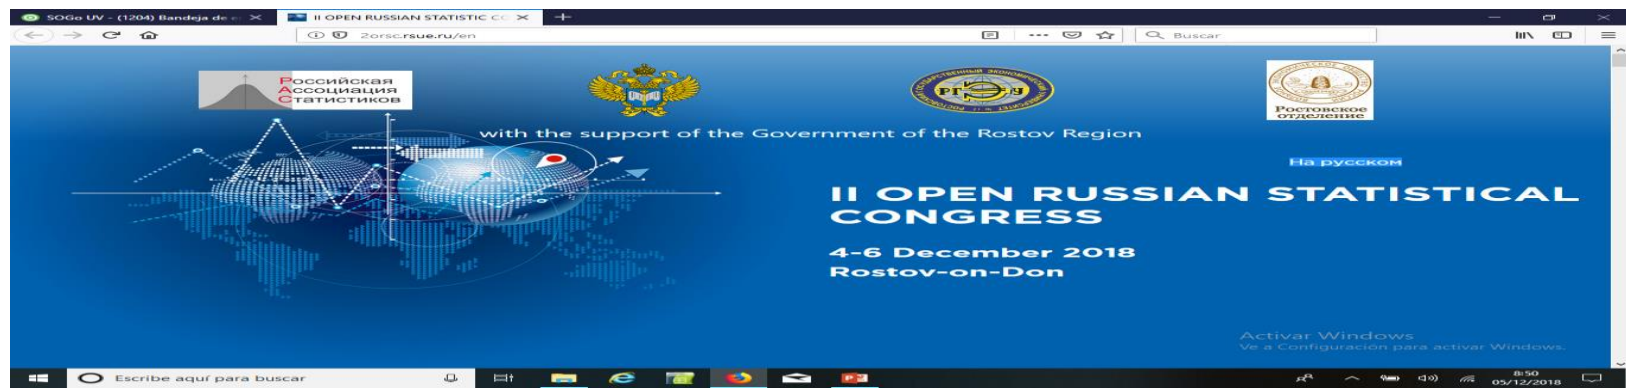 SOGo UV - (1204) Bandeja de e
II OPEN RUSSIAN STATISTIC CO
2orsc.rsue.ru/en
Buscar
Российская
Ассоциация
Статистиков
РГЭУ
Ростовское
отделение
with the support of the Government of the Rostov Region
На русском
II OPEN RUSSIAN STATISTICAL
CONGRESS
4-6 December 2018
Rostov-on-Don
Activar Windows
Ve a Configuración para activar Windows.
Escribe aquí para buscar
8:50
05/12/2018